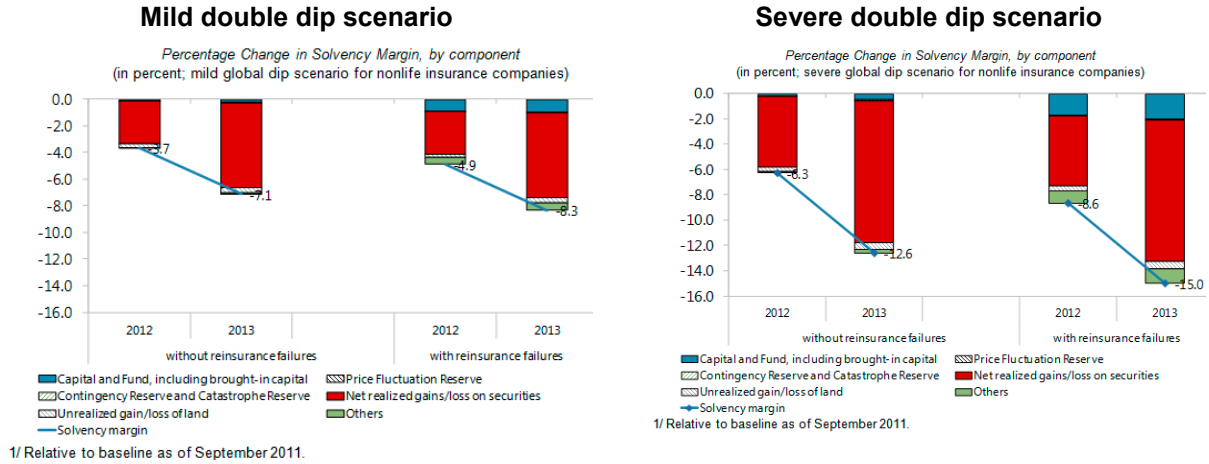 Mild double dip scenario
Percentage Change in Solvency Margin, by component
(in percent; mild global dip scenario for nonlife insurance companies)
0.0
-2.0
-4.0
-6.0
-8.0
-10.0
-12.0
-14.0
-16.0
-3.7
-7.1
-4.9
-8.3
2012
2013
2012
2013
without reinsurance failures
with reinsurance failures
Capital and Fund, including brought-in capital
Price Fluctuation Reserve
Contingency Reserve and Catastrophe Reserve
Net realized gains/loss on securities
Unrealized gain/loss of land
Others
Solvency margin
1/ Relative to baseline as of September 2011.
Severe double dip scenario
Percentage Change in Solvency Margin, by component
(in percent; severe global dip scenario for nonlife insurance companies)
0.0
-2.0
-4.0
-6.0
-8.0
-10.0
-12.0
-14.0
-16.0
-6.3
-12.6
-8.6
-15.0
2012
2013
2012
2013
without reinsurance failures
with reinsurance failures
Capital and Fund, including brought-in capital
Price Fluctuation Reserve
Contingency Reserve and Catastrophe Reserve
Net realized gains/loss on securities
Unrealized gain/loss of land
Others
Solvency margin
1/ Relative to baseline as of September 2011.